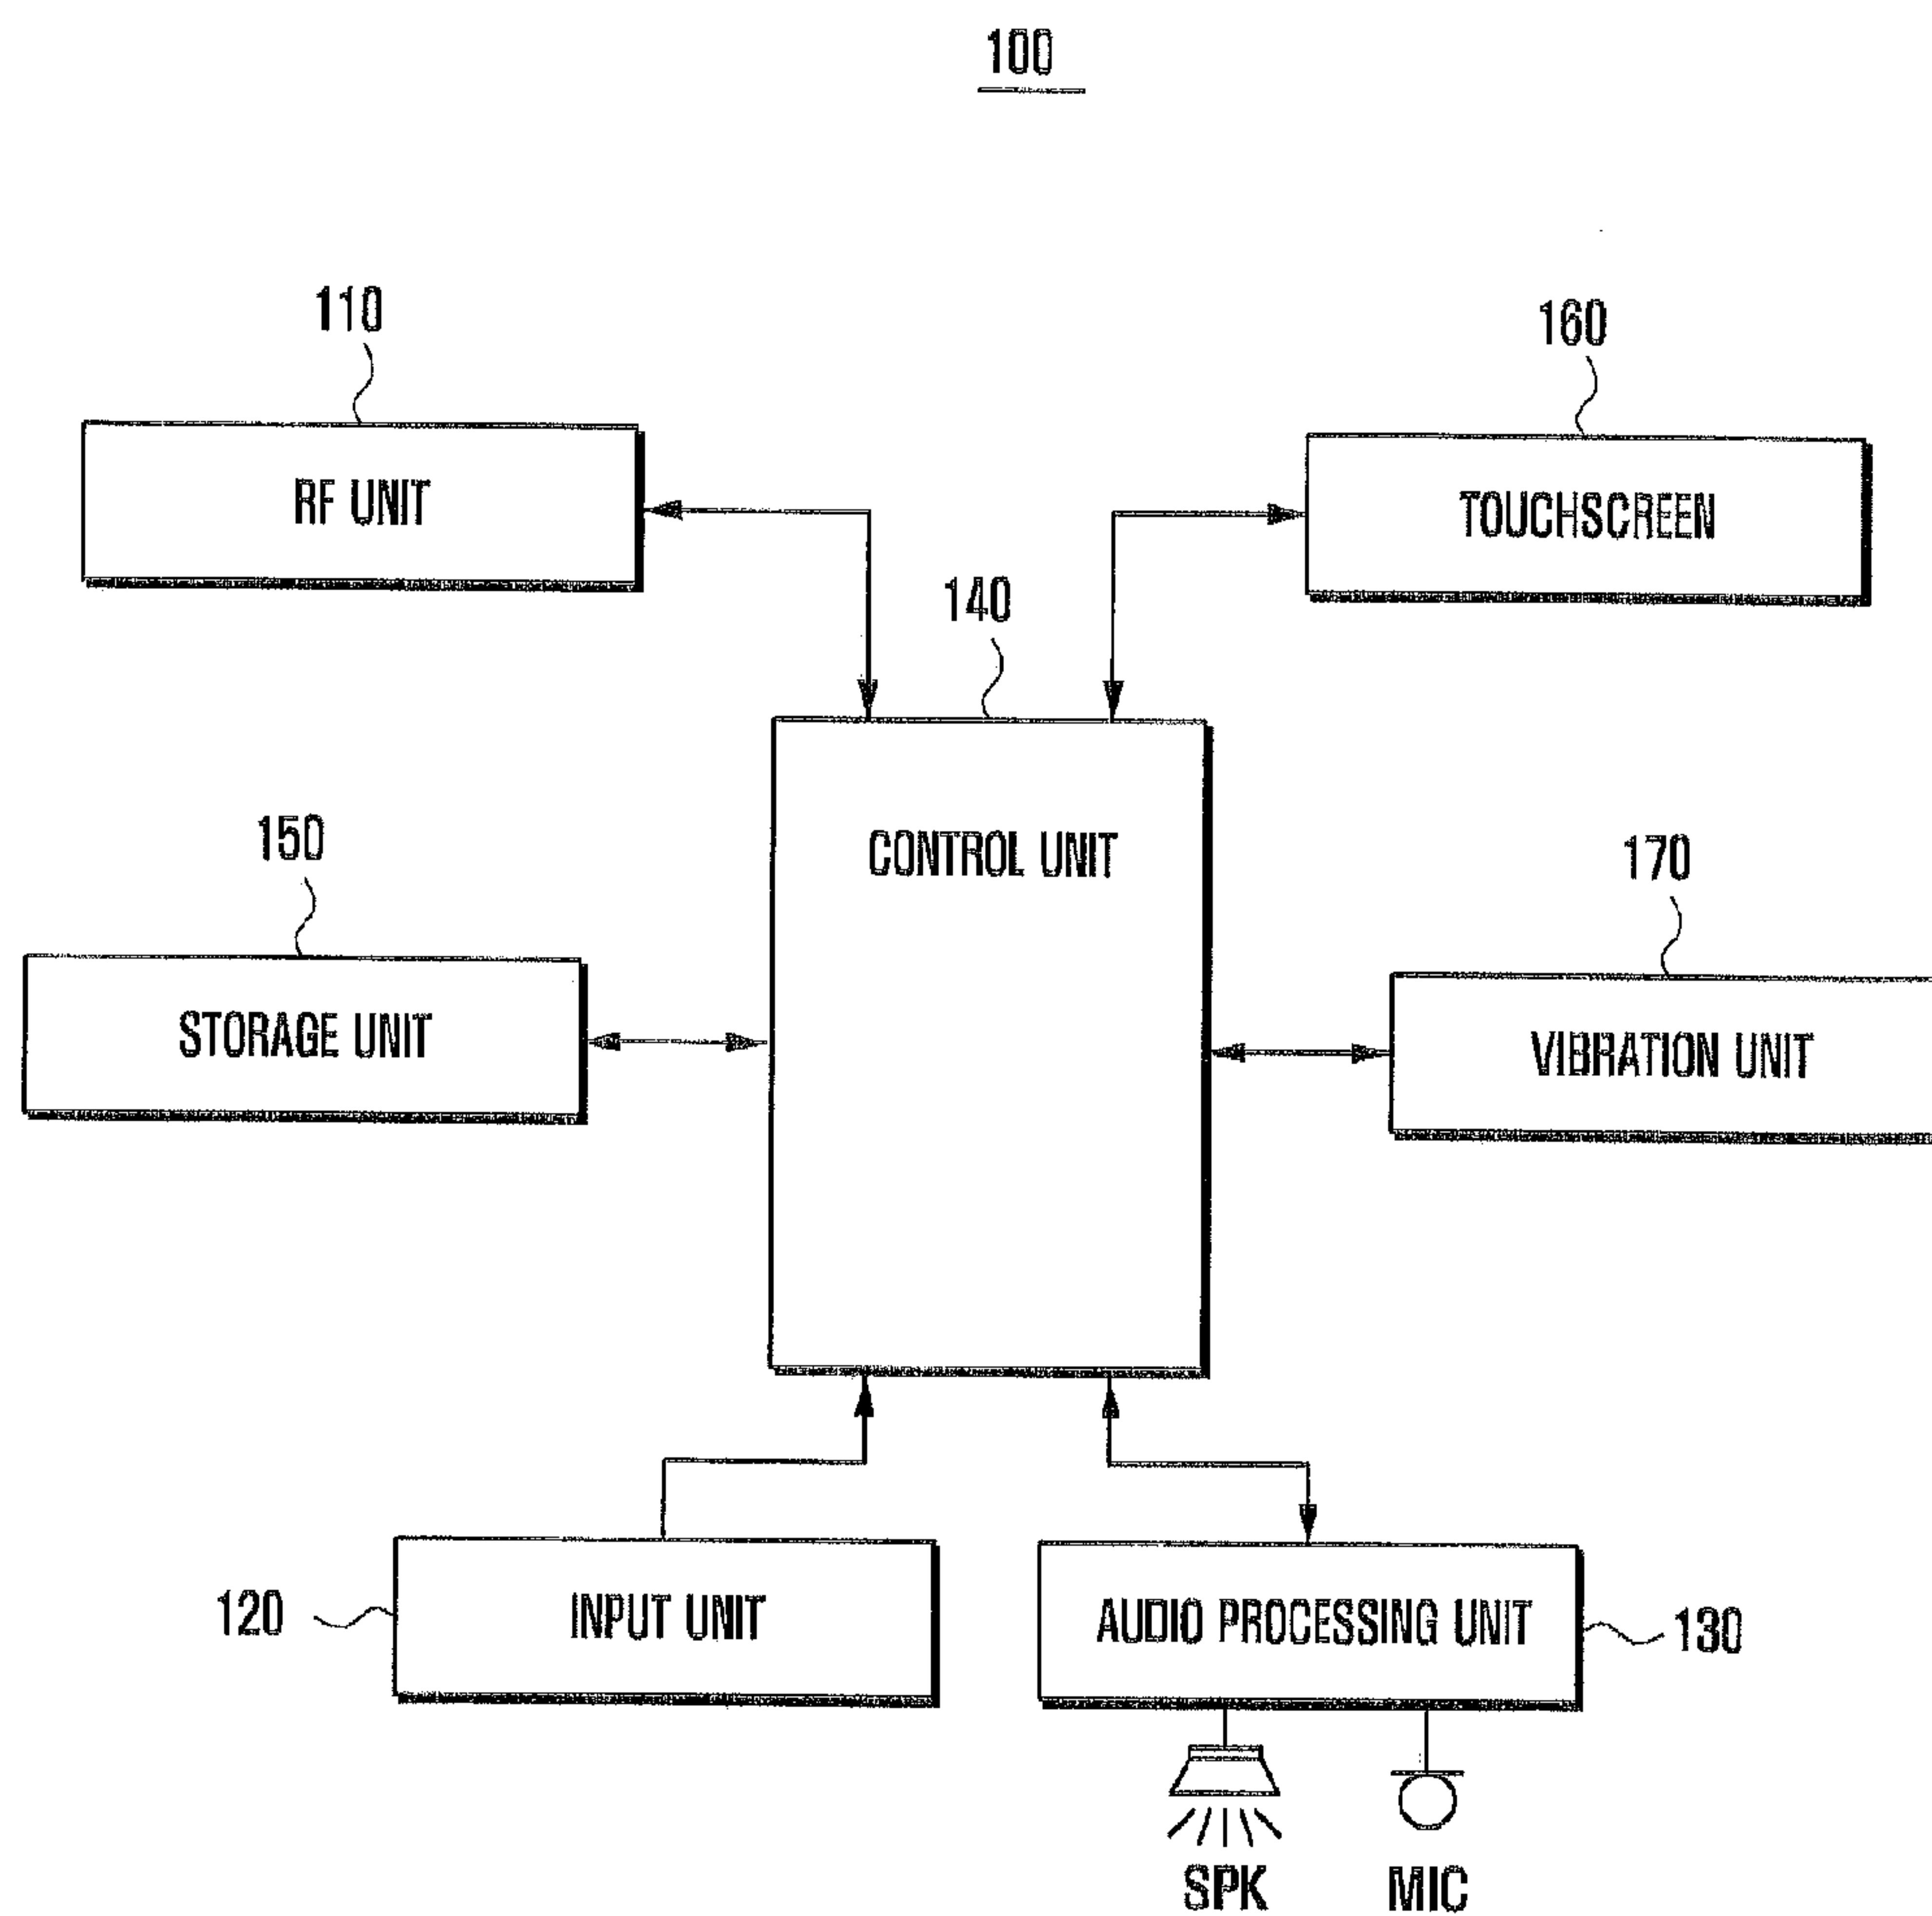 100
110
160
RF UNIT
TOUCHSCREEN
140
CONTROL UNIT
150
170
STORAGE UNIT
VIBRATION UNIT
120
INPUT UNIT
AUDIO PROCESSING UNIT
130
SPK
MIC